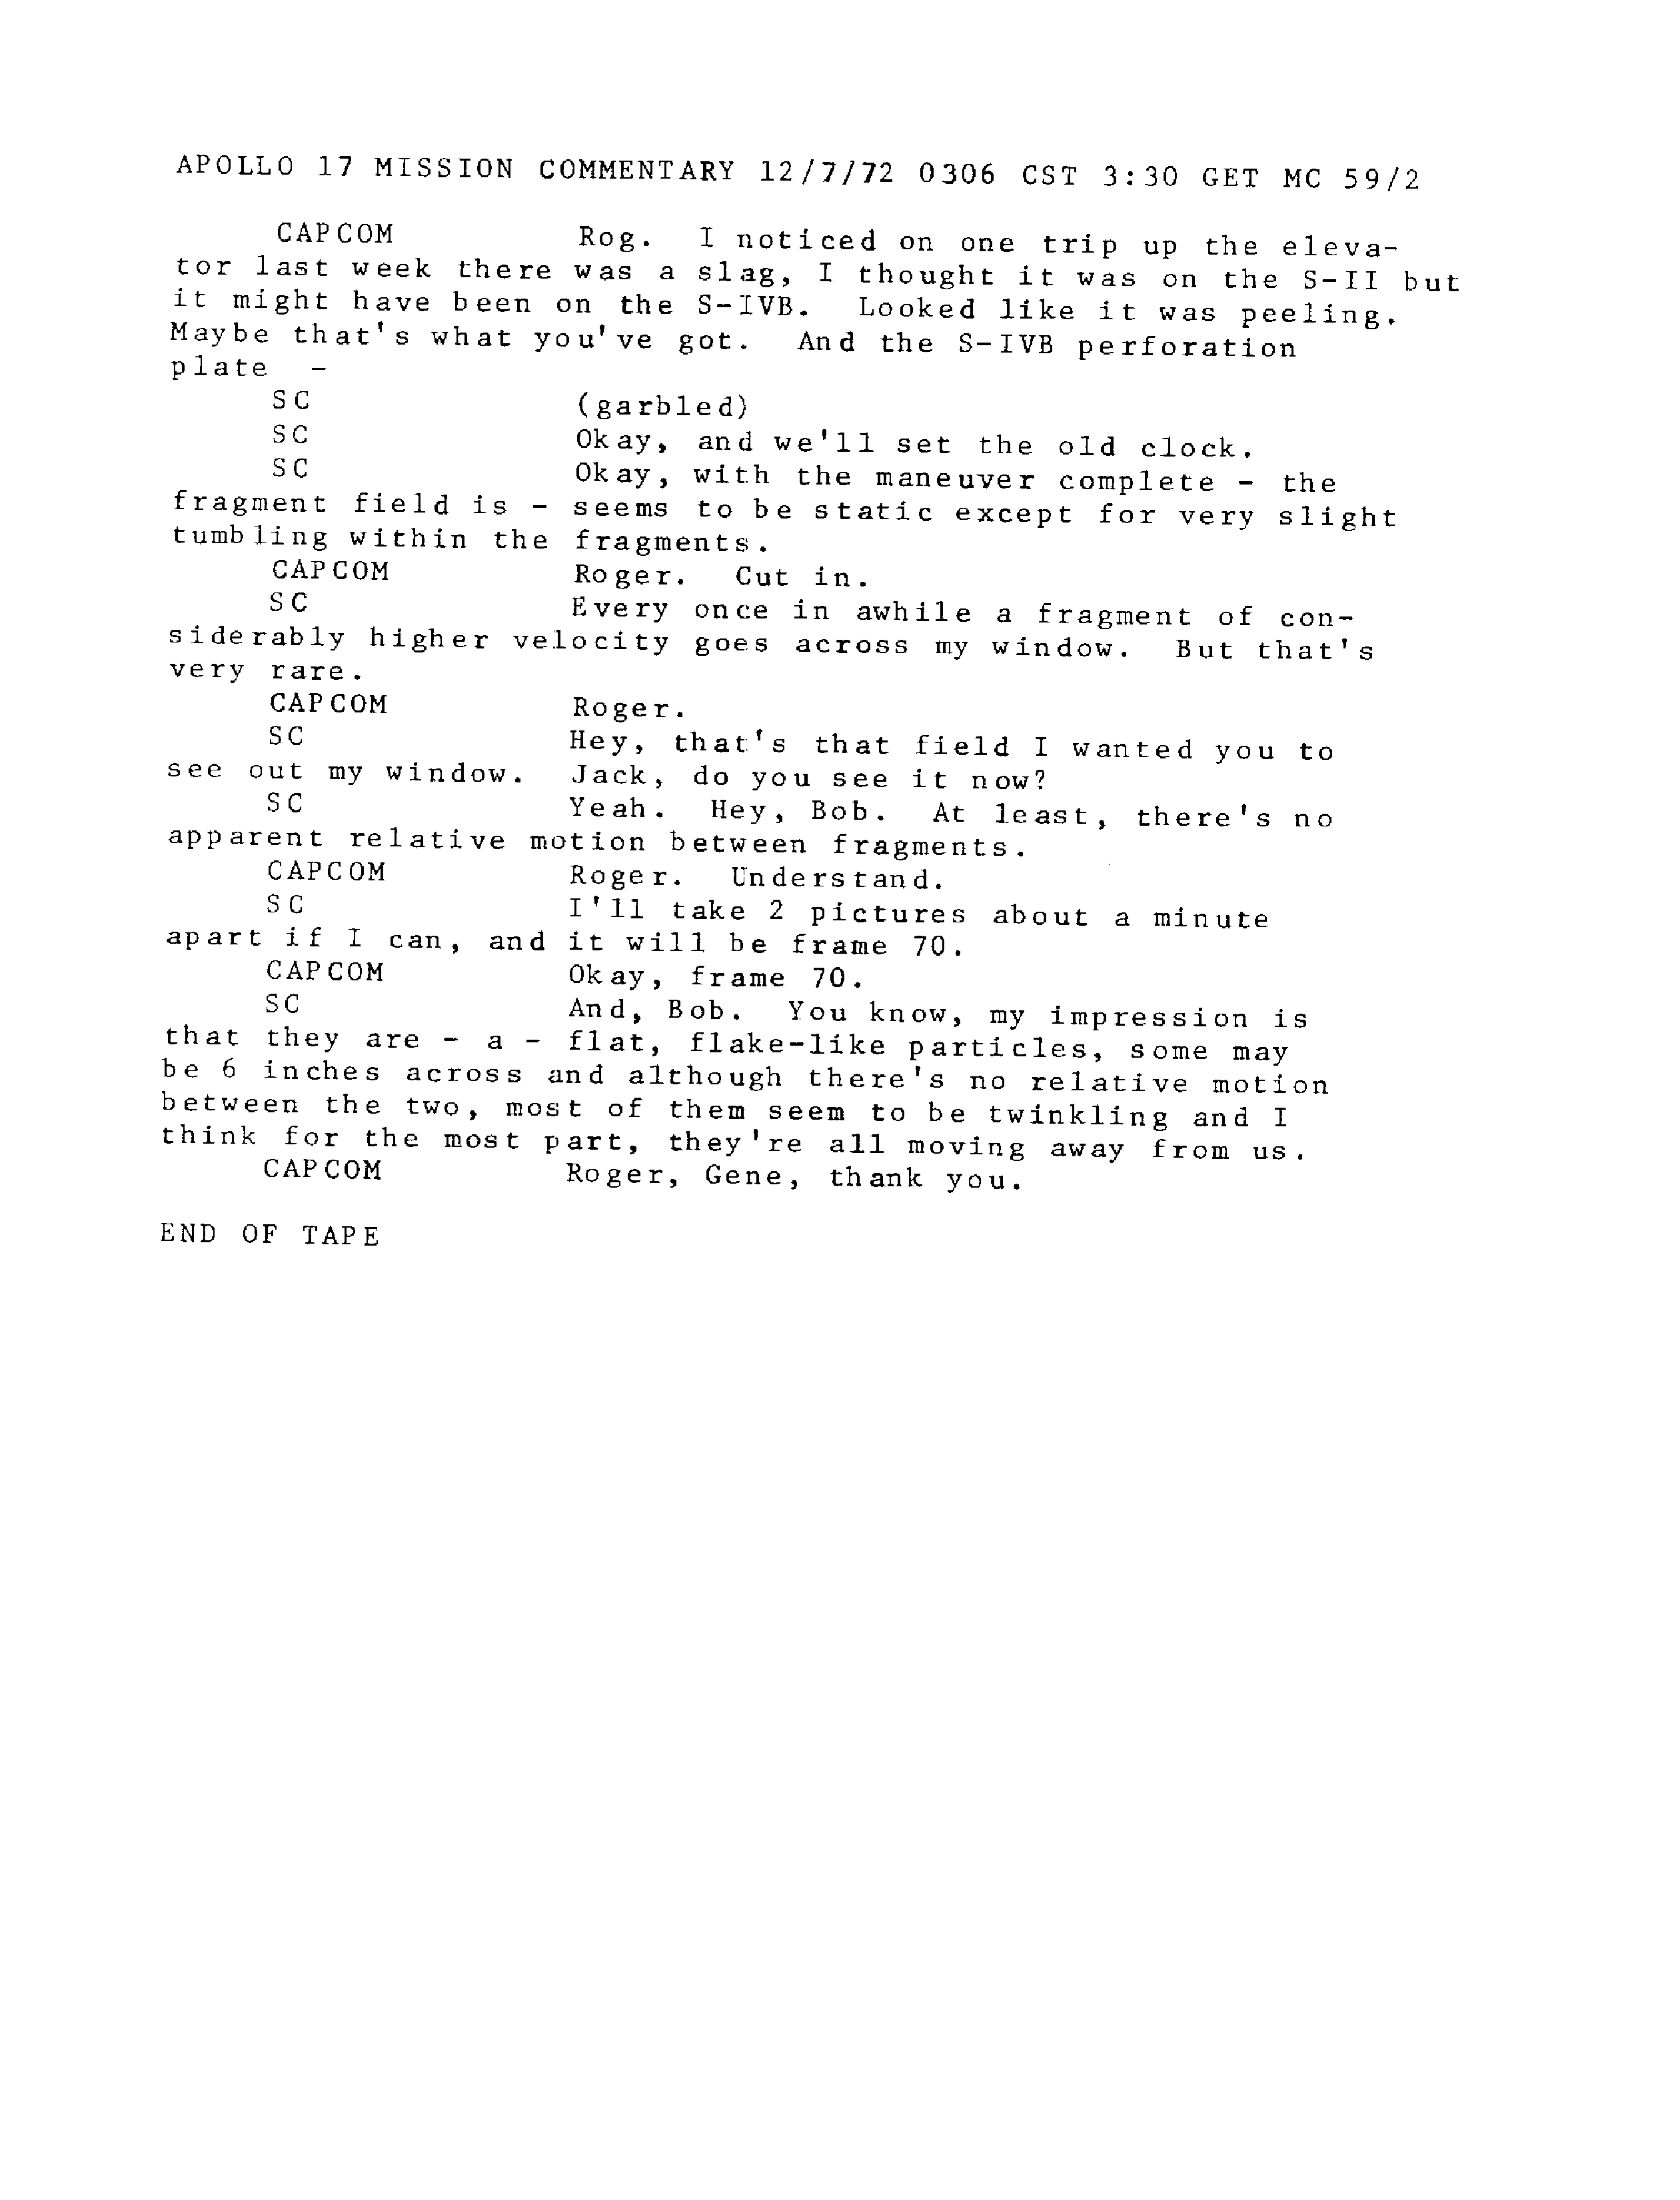 APOLLO 17 MISSION COMMENTARY 12/7/72 0306 CST 3:30 GET MC 59/2
CAPCOM Rog. I noticed on one trip up the eleva-
tor last week there was a slag, I thought it was on the S-II but
it might have been on the S-IVB. Looked like it was peeling.
Maybe that's what you've got. And the S-IVB perforation
plate -
SC (garbled)
SC Okay, and we'll set the old clock.
SC Okay, with the maneuver complete - the
fragment field is - seems to be static except for very slight
tumbling within the fragments.
CAPCOM Roger. Cut in.
SC Every once in awhile a fragment of con-
siderably higher velocity goes across my window. But that's
very rare.
CAPCOM Roger.
SC Hey, that's that field I wanted you to
see out my window. Jack, do you see it now?
SC Yeah. Hey, Bob. At least, there's no
apparent relative motion between fragments.
CAPCOM Roger. Understand.
SC I'll take 2 pictures about a minute
apart if I can, and it will be frame 70.
CAPCOM Okay, frame 70.
SC And, Bob. You know, my impression is
that they are - a - flat, flake-like particles, some may
be 6 inches across and although there's no relative motion
between the two, most of them seem to be twinkling and I
think for the most part, they're all moving away from us.
CAPCOM Roger, Gene, thank you.
END OF TAPE